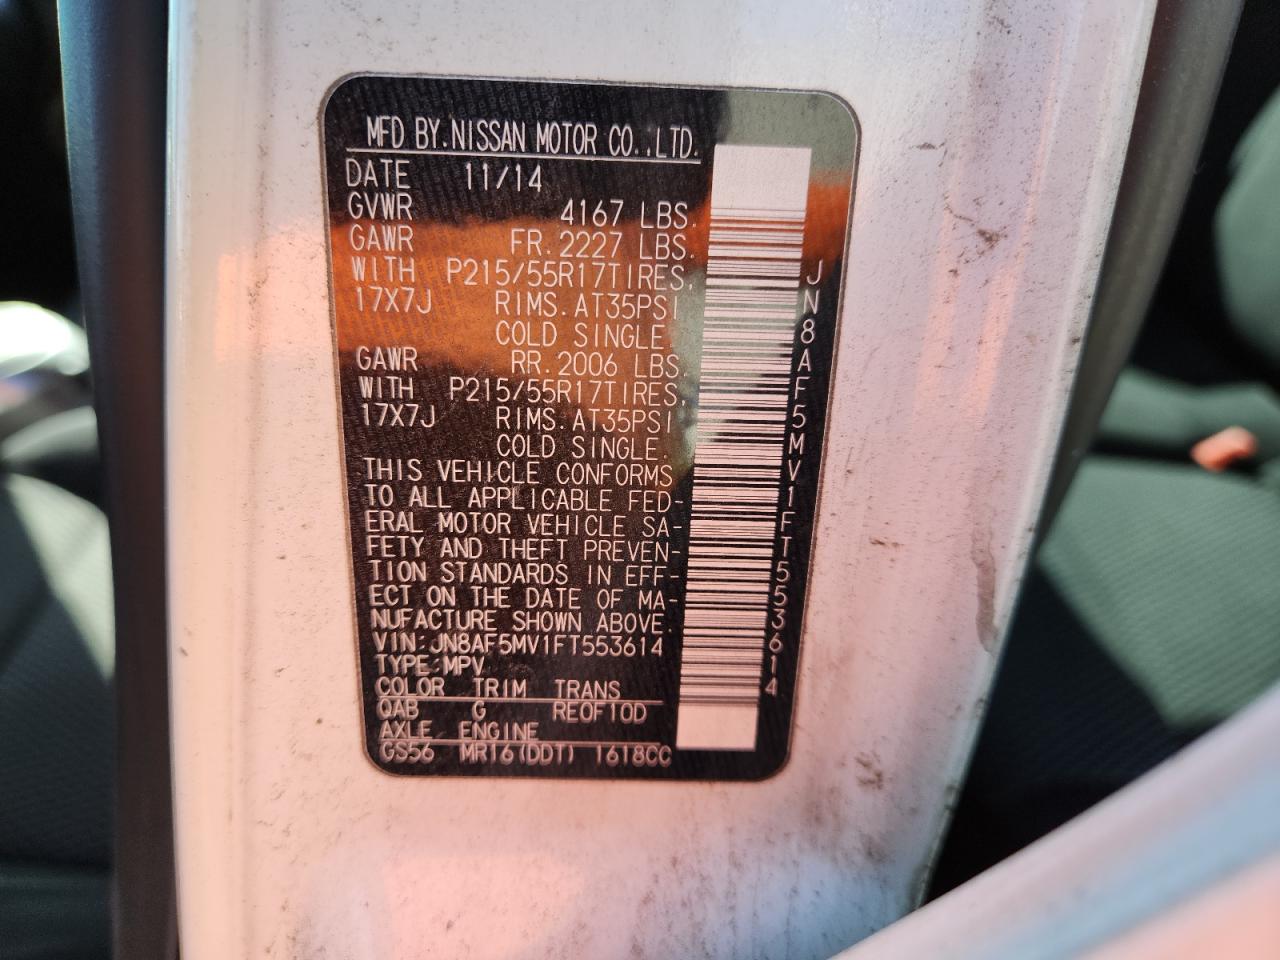 MFD BY.NISSAN MOTOR CO.,LTD.
DATE 11/14
GVWR 4167 LBS.
GAWR FR.2227 LBS.
WITH P215/55R17TIRES,
17X7J RIMS.AT35PSI
COLD SINGLE.
GAWR RR.2006 LBS.
WITH P215/55R17TIRES,
17X7J RIMS.AT35PSI
COLD SINGLE.
THIS VEHICLE CONFORMS
TO ALL APPLICABLE FED-
ERAL MOTOR VEHICLE SA-
FETY AND THEFT PREVEN-
TION STANDARDS IN EFF-
ECT ON THE DATE OF MA-
NUFACTURE SHOWN ABOVE.
VIN:JN8AF5MV1FT553614
TYPE:MPV
COLOR TRIM TRANS
QAB G RE0F10D
AXLE ENGINE
GS56 MR16(DDT) 1618CC
JN8AF5MV1FT553614